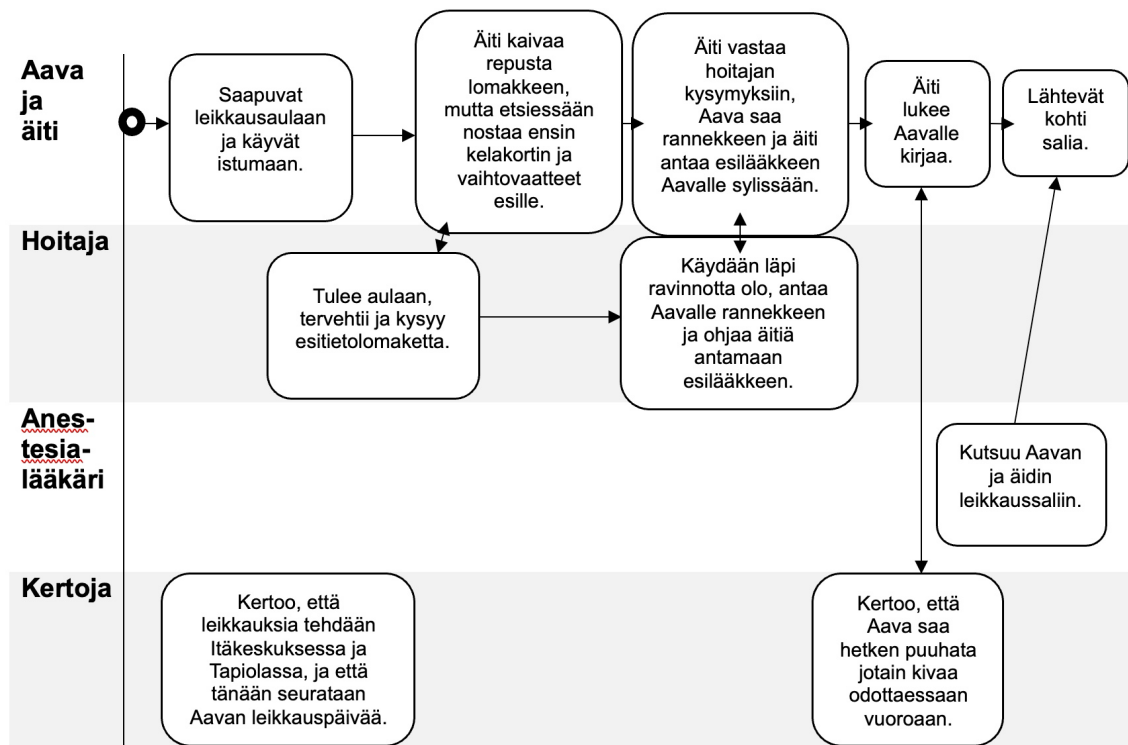 Aava
ja
äiti
Saapuvat
leikkausaulaan
ja käyvät
istumaan.
Äiti kaivaa
repusta
lomakkeen,
mutta etsiessään
nostaa ensin
kelakortin ja
vaihtovaatteet
esille.
Äiti vastaa
hoitajan
kysymyksiin,
Aava saa
rannekkeen ja äiti
antaa esilääkkeen
Aavalle sylissään.
Äiti
lukee
Aavalle
kirjaa.
Lähtevät
kohti
salia.
Hoitaja
Tulee aulaan,
tervehtii ja kysyy
esitietolomaketta.
Käydään läpi
ravinnotta olo, antaa
Aavalle rannekkeen
ja ohjaa äitiä
antamaan
esilääkkeen.
Anes-
tesia-
lääkäri
Kutsuu Aavan
ja äidin
leikkaussaliin.
Kertoja
Kertoo, että
leikkauksia tehdään
Itäkeskuksessa ja
Tapiolassa, ja että
tänään seurataan
Aavan leikkauspäivää.
Kertoo, että
Aava saa
hetken puuhata
jotain kivaa
odottaessaan
vuoroaan.